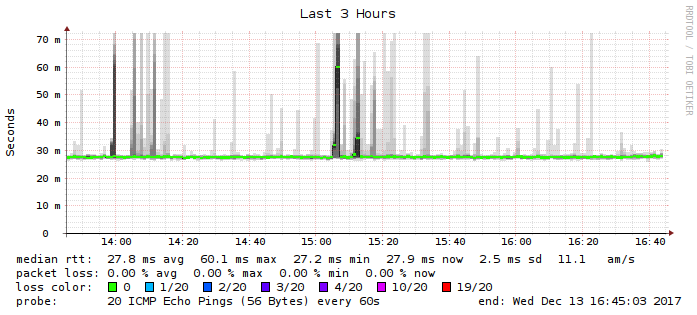 Last 3 Hours
RRDTOOL / TOBI OETIKER
Seconds
70 m
60 m
50 m
40 m
30 m
20 m
10 m
0
14:00 14:20 14:40 15:00 15:20 15:40 16:00 16:20 16:40
median rtt: 27.8 ms avg 60.1 ms max 27.2 ms min 27.9 ms now 2.5 ms sd 11.1 am/s
packet loss: 0.00 % avg 0.00 % max 0.00 % min 0.00 % now
loss color: 0 1/20 2/20 3/20 4/20 10/20 19/20
probe: 20 ICMP Echo Pings (56 Bytes) every 60s end: Wed Dec 13 16:45:03 2017